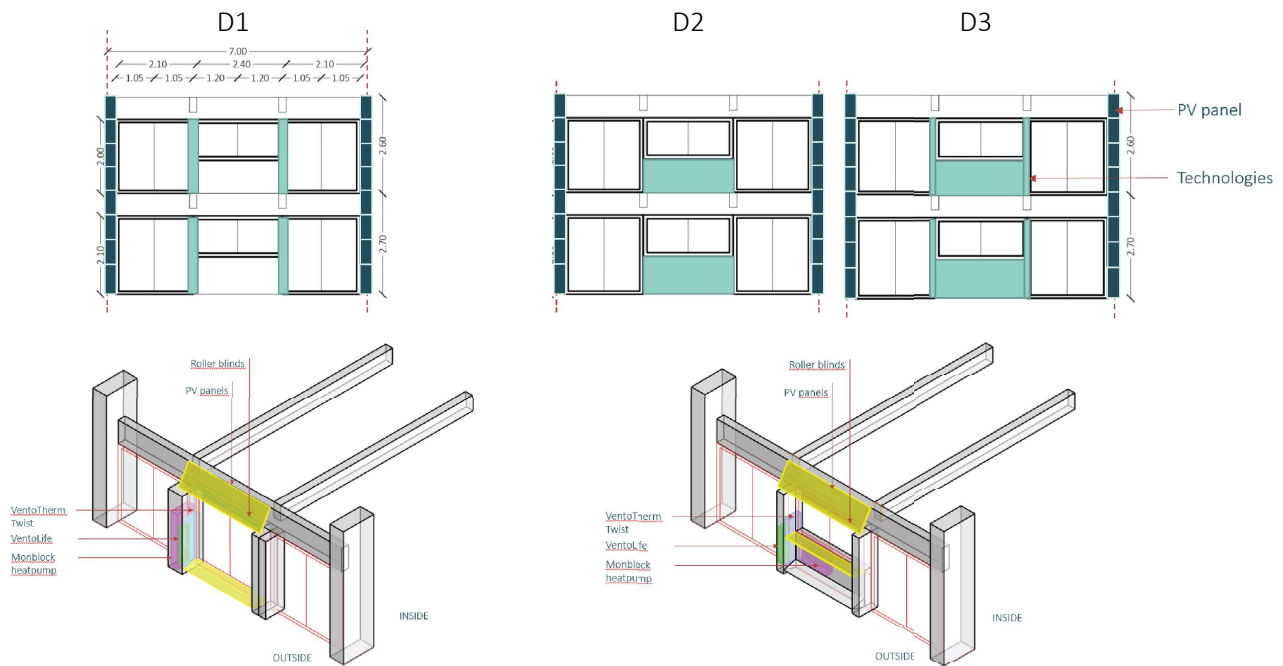 D1
D2
D3
7.00
2.10 2.40 2.10
1.05 1.05 1.20 1.20 1.05 1.05
2.00
2.60
2.10
2.70
2.60
2.70
PV panel
Technologies
Roller blinds
PV panels
VentoTherm
Twist
VentoLife
Monblock
heatpump
INSIDE
OUTSIDE
Roller blinds
PV panels
VentoTherm
Twist
VentoLife
Monblock
heatpump
INSIDE
OUTSIDE